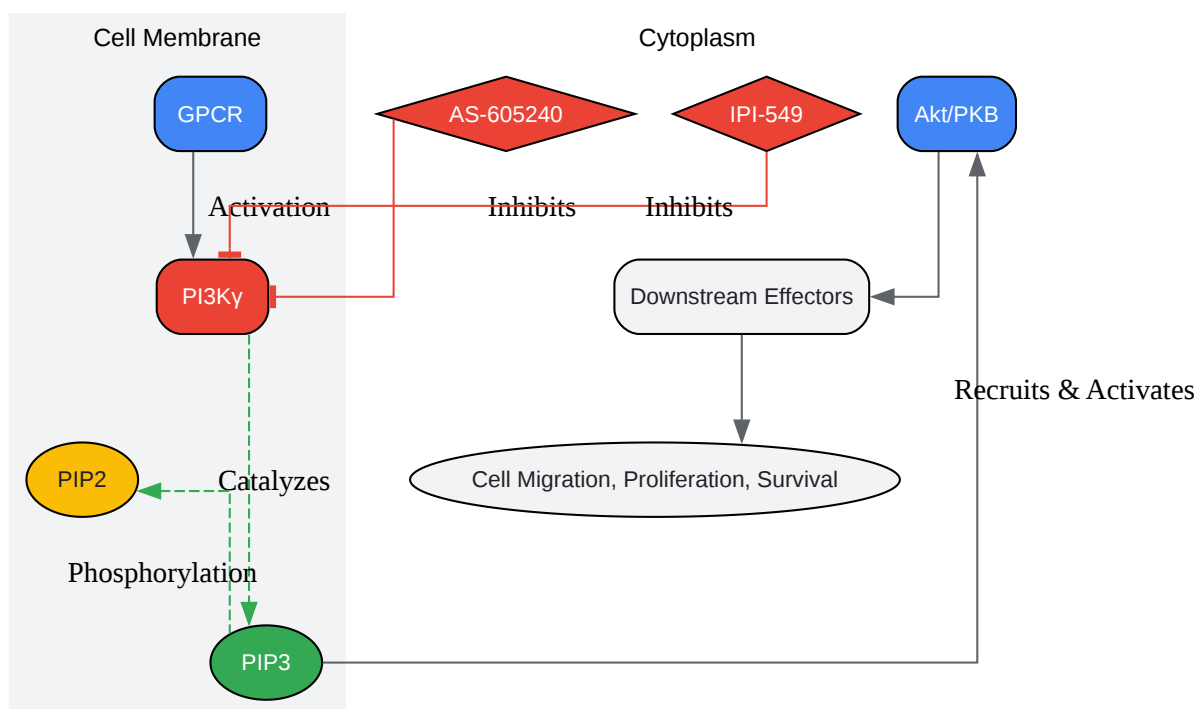 Cell Membrane
Cytoplasm
GPCR
AS-605240
IPI-549
Akt/PKB
Activation
Inhibits
Inhibits
PI3Kγ
Downstream Effectors
Recruits & Activates
PIP2
Catalyzes
Cell Migration, Proliferation, Survival
Phosphorylation
PIP3